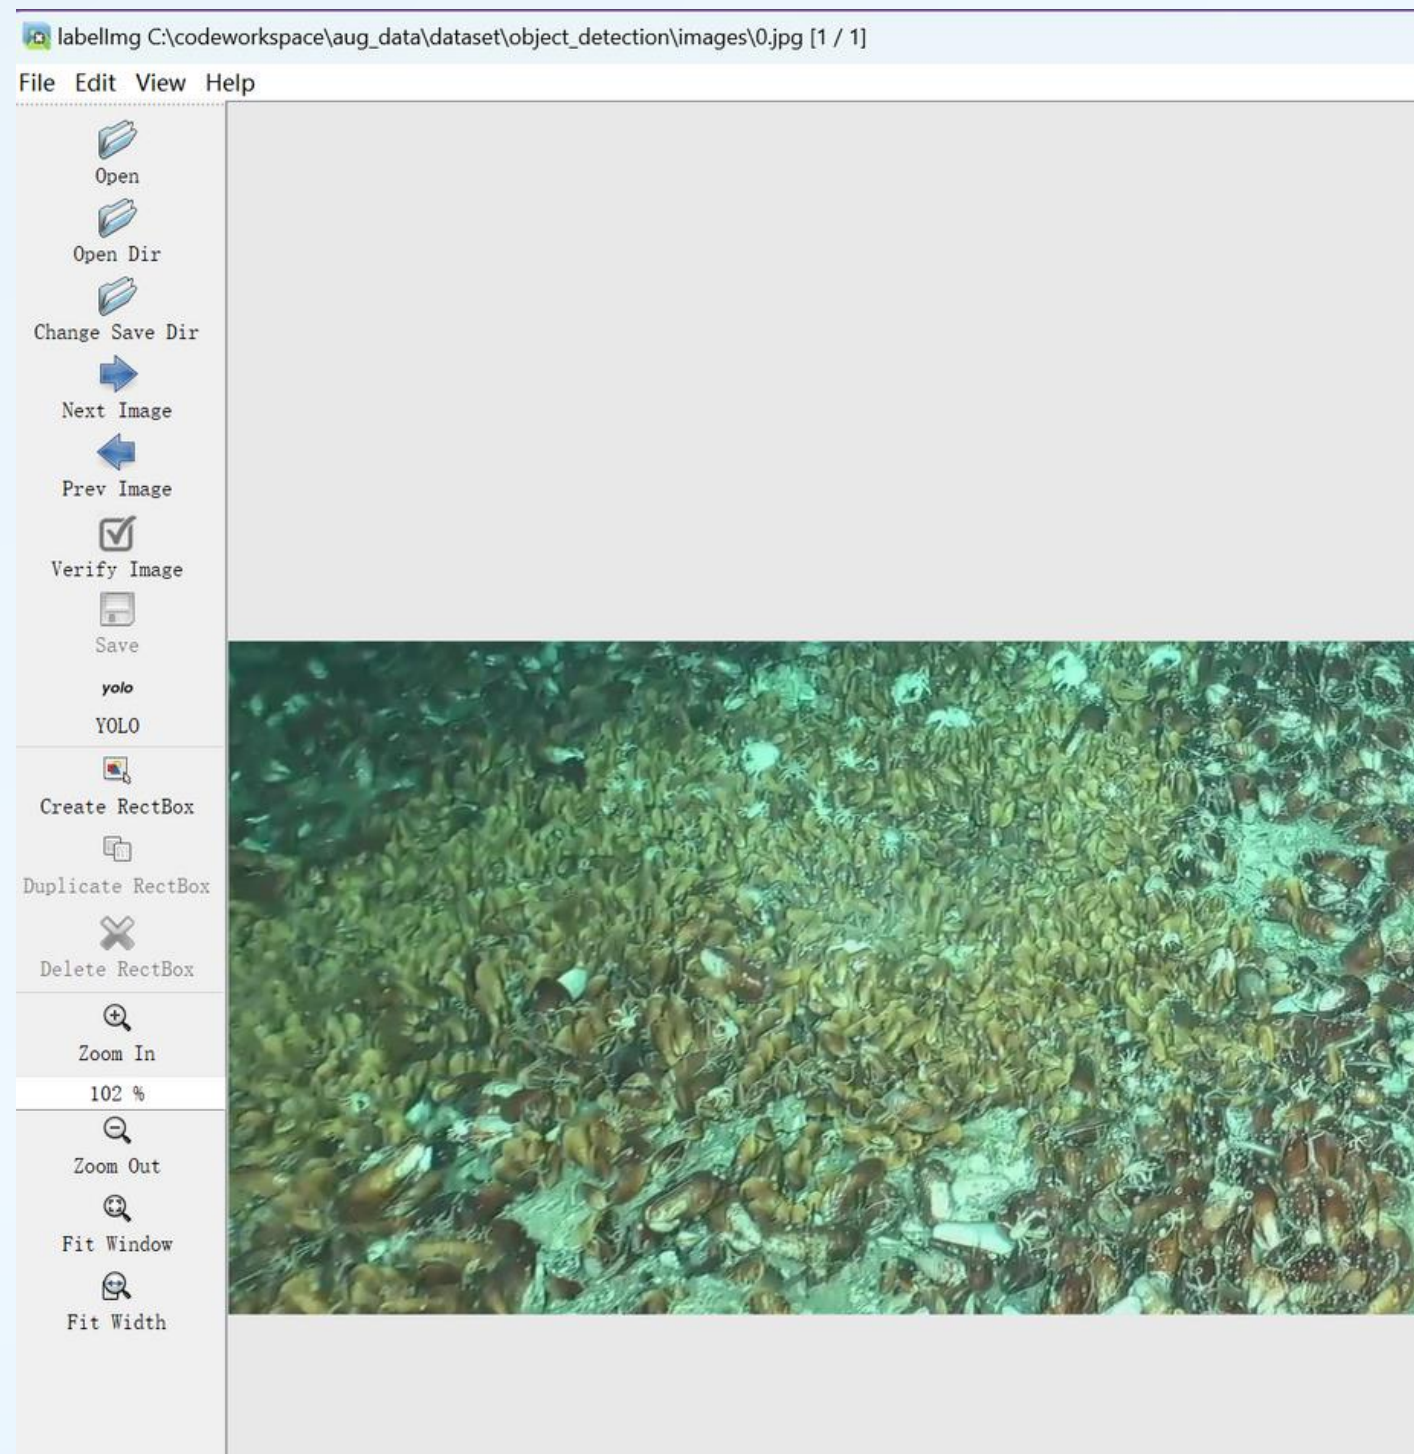 labelImg C:\codeworkspace\aug_data\dataset\object_detection\images\0.jpg [1 / 1]
File Edit View Help
Open
Open Dir
Change Save Dir
Next Image
Prev Image
Verify Image
Save
yolo
YOLO
Create RectBox
Duplicate RectBox
Delete RectBox
Zoom In
102 %
Zoom Out
Fit Window
Fit Width